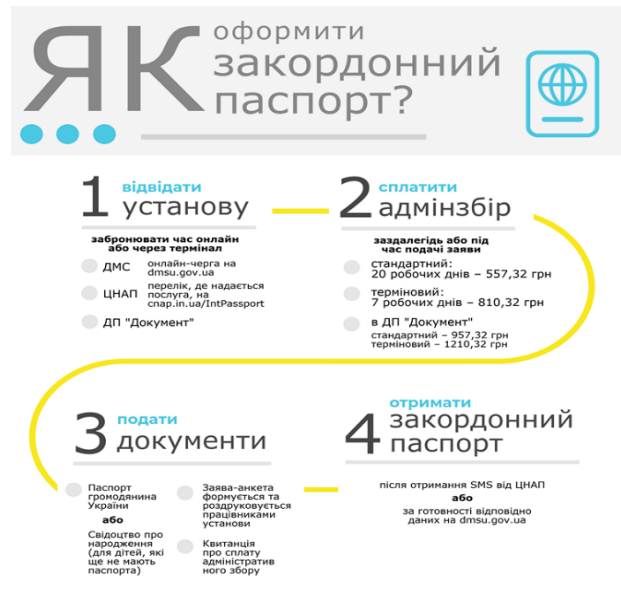 ЯК оформити
закордонний
паспорт?
1 відвідати
установу
забронювати час онлайн
або через термінал
ДМС онлайн-черга на
dmsu.gov.ua
ЦНАП перелік, де надається
послуга, на
cnap.in.ua/IntPassport
ДП "Документ"
2 сплатити
адмінзбір
заздалегідь або під
час подачі заяви
стандартний:
20 робочих днів – 557,32 грн
терміновий:
7 робочих днів – 810,32 грн
в ДП "Документ"
стандартний – 957,32 грн
терміновий – 1210,32 грн
3 подати
документи
Паспорт
громодянина
України
або
Свідоцтво про
народження
(для дітей, які
ще не мають
паспорта)
Заява-анкета
формується та
роздруковується
працівниками
установи
Квитанція
про сплату
адміністратив
ного збору
4 отримати
закордонний
паспорт
після отримання SMS від ЦНАП
або
за готовності відповідно
даних на dmsu.gov.ua